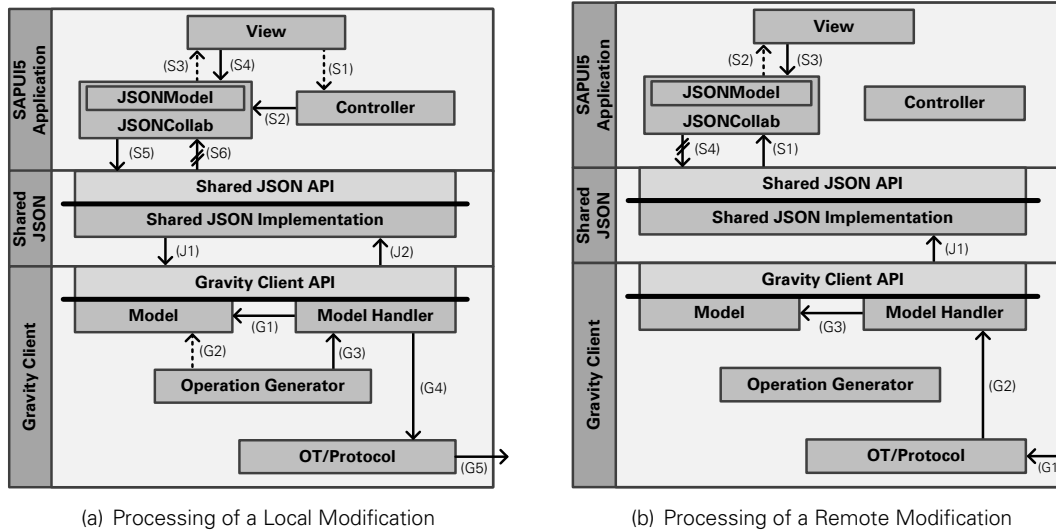 SAPUI5
Application
View
(S3)
(S4)
(S1)
JSONModel
JSONCollab
(S2)
Controller
(S5)
(S6)
Shared
JSON
Shared JSON API
Shared JSON Implementation
(J1)
(J2)
Gravity Client
Gravity Client API
Model
(G1)
Model Handler
(G2)
(G3)
Operation Generator
(G4)
OT/Protocol
(G5)
(a) Processing of a Local Modification
SAPUI5
Application
View
(S2)
(S3)
JSONModel
JSONCollab
Controller
(S4)
(S1)
Shared
JSON
Shared JSON API
Shared JSON Implementation
(J1)
Gravity Client
Gravity Client API
Model
(G3)
Model Handler
(G2)
Operation Generator
OT/Protocol
(G1)
(b) Processing of a Remote Modification